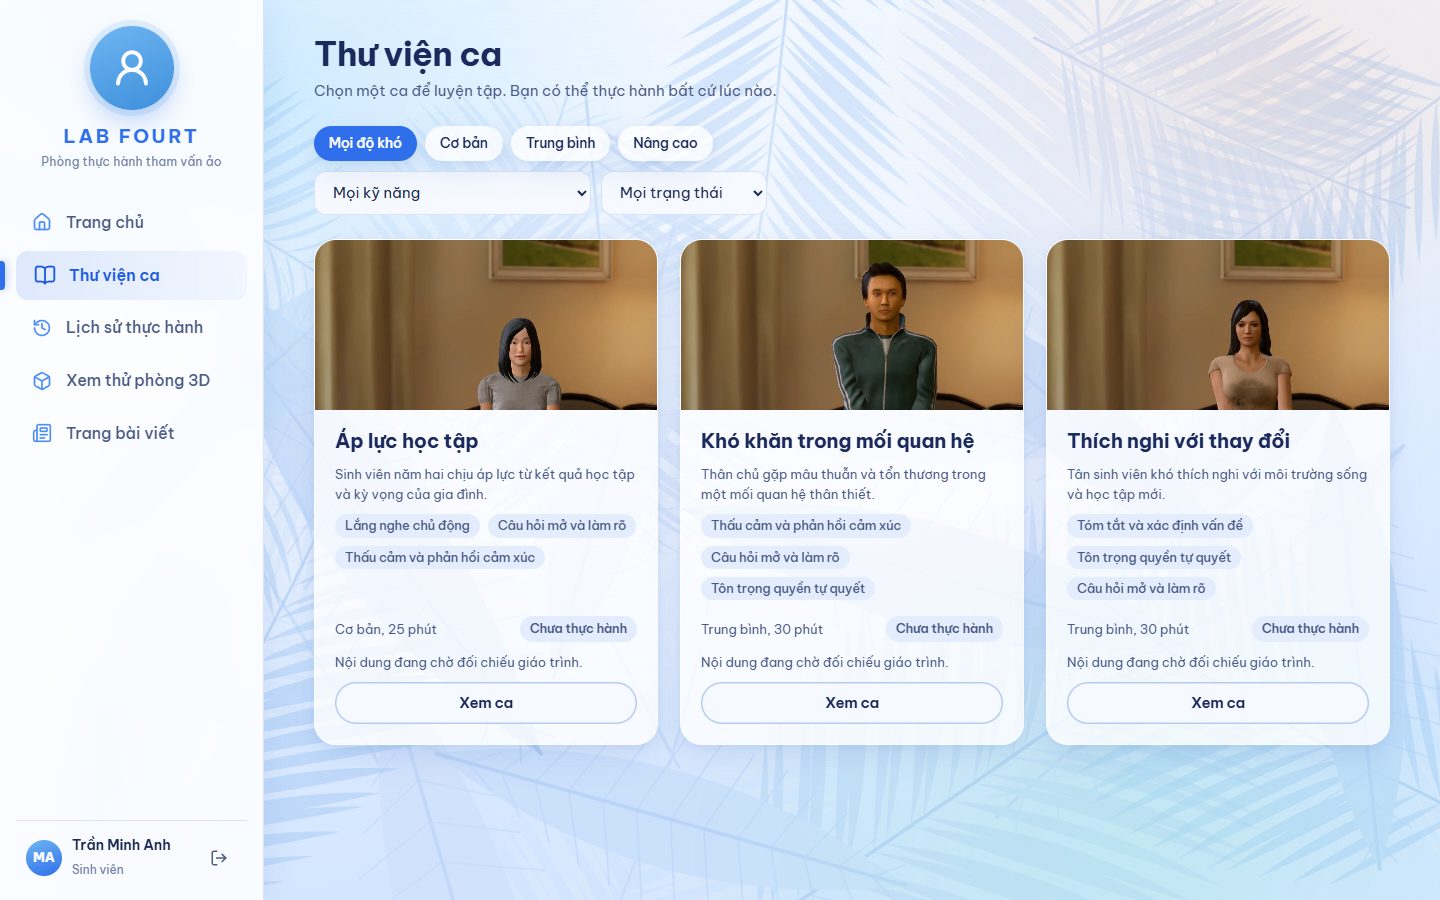 LAB FOURT
Phòng thực hành tham vấn ảo
Trang chủ
Thư viện ca
Lịch sử thực hành
Xem thử phòng 3D
Trang bài viết
MA
Trần Minh Anh
Sinh viên
Thư viện ca
Chọn một ca để luyện tập. Bạn có thể thực hành bất cứ lúc nào.
Mọi độ khó
Cơ bản
Trung bình
Nâng cao
Mọi kỹ năng
Mọi trạng thái
Áp lực học tập
Sinh viên năm hai chịu áp lực từ kết quả học tập
và kỳ vọng của gia đình.
Lắng nghe chủ động
Câu hỏi mở và làm rõ
Thấu cảm và phản hồi cảm xúc
Cơ bản, 25 phút
Chưa thực hành
Nội dung đang chờ đối chiếu giáo trình.
Xem ca
Khó khăn trong mối quan hệ
Thân chủ gặp mâu thuẫn và tổn thương trong
một mối quan hệ thân thiết.
Thấu cảm và phản hồi cảm xúc
Câu hỏi mở và làm rõ
Tôn trọng quyền tự quyết
Trung bình, 30 phút
Chưa thực hành
Nội dung đang chờ đối chiếu giáo trình.
Xem ca
Thích nghi với thay đổi
Tân sinh viên khó thích nghi với môi trường sống
và học tập mới.
Tóm tắt và xác định vấn đề
Tôn trọng quyền tự quyết
Câu hỏi mở và làm rõ
Trung bình, 30 phút
Chưa thực hành
Nội dung đang chờ đối chiếu giáo trình.
Xem ca